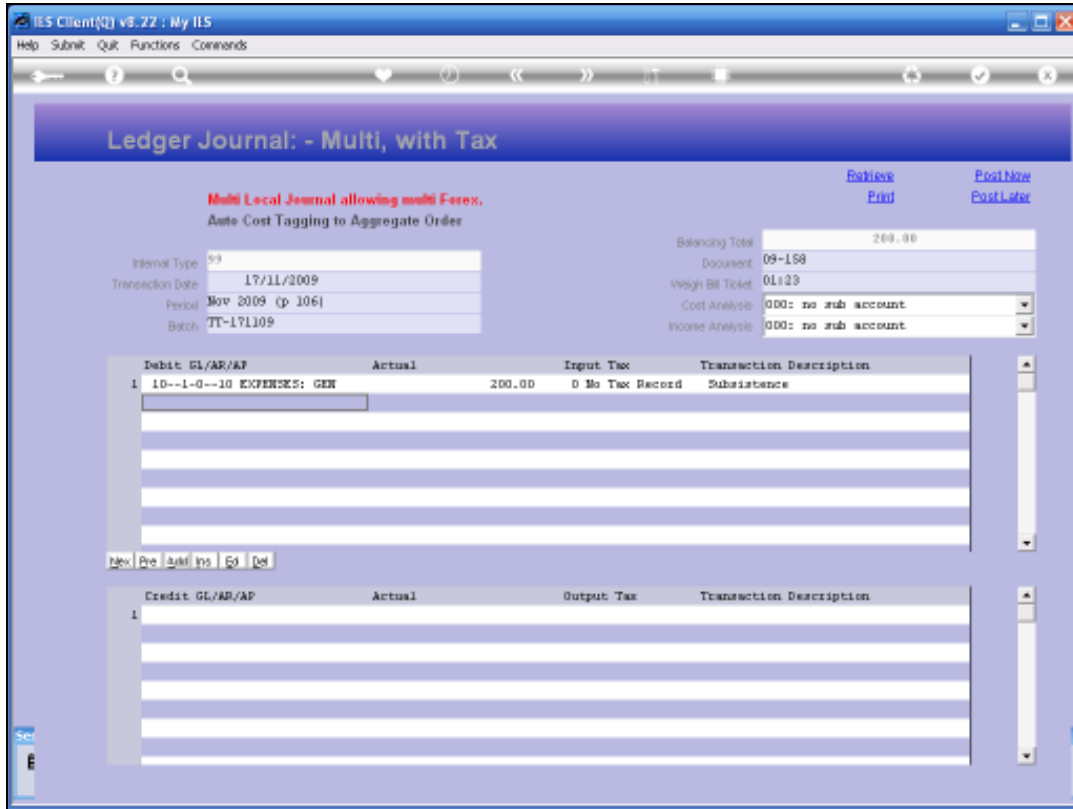 IES Client(Q) v8.22 : My IES
Help Submit Quit Functions Commands
Ledger Journal: - Multi, with Tax
Retrieve Post Now
Multi Local Journal allowing multi Forex.
Print Post Later
Auto Cost Tagging to Aggregate Order
Balancing Total 200.00
Internal Type 99
Document 09-158
Transaction Date 17/11/2009
Weigh Bill Ticket 01:23
Period Nov 2009 (p 106)
Cost Analysis 000: no sub account
Batch TT-171109
Income Analysis 000: no sub account
Debit GL/AR/AP Actual Input Tax Transaction Description
1 10--1-0--10 EXPENSES: GEN 200.00 0 No Tax Record Subsistence
Nex Pre Add Ins Ed Del
Credit GL/AR/AP Actual Output Tax Transaction Description
1